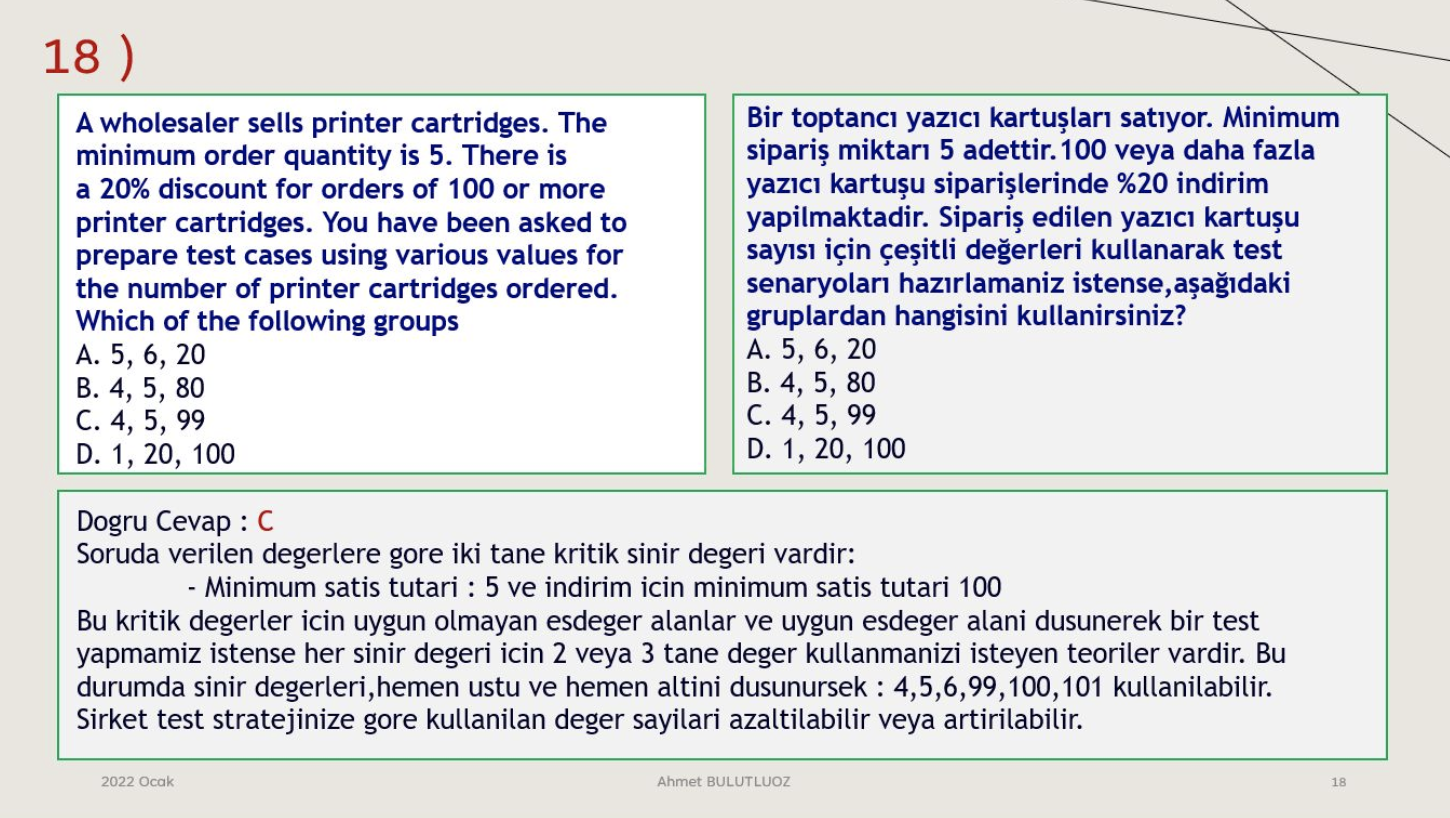 18 )
A wholesaler sells printer cartridges. The
minimum order quantity is 5. There is
a 20% discount for orders of 100 or more
printer cartridges. You have been asked to
prepare test cases using various values for
the number of printer cartridges ordered.
Which of the following groups
A. 5, 6, 20
B. 4, 5, 80
C. 4, 5, 99
D. 1, 20, 100
Bir toptancı yazıcı kartuşları satıyor. Minimum
sipariş miktarı 5 adettir.100 veya daha fazla
yazıcı kartuşu siparişlerinde %20 indirim
yapilmaktadir. Sipariş edilen yazıcı kartuşu
sayısı için çeşitli değerleri kullanarak test
senaryoları hazırlamaniz istense,aşağıdaki
gruplardan hangisini kullanirsiniz?
A. 5, 6, 20
B. 4, 5, 80
C. 4, 5, 99
D. 1, 20, 100
Dogru Cevap : C
Soruda verilen degerlere gore iki tane kritik sinir degeri vardir:
- Minimum satis tutari : 5 ve indirim icin minimum satis tutari 100
Bu kritik degerler icin uygun olmayan esdeger alanlar ve uygun esdeger alani dusunerek bir test
yapmamiz istense her sinir degeri icin 2 veya 3 tane deger kullanmanizi isteyen teoriler vardir. Bu
durumda sinir degerleri,hemen ustu ve hemen altini dusunursek : 4,5,6,99,100,101 kullanilabilir.
Sirket test stratejinize gore kullanilan deger sayilari azaltilabilir veya artirilabilir.
2022 Ocak
Ahmet BULUTLUOZ
18